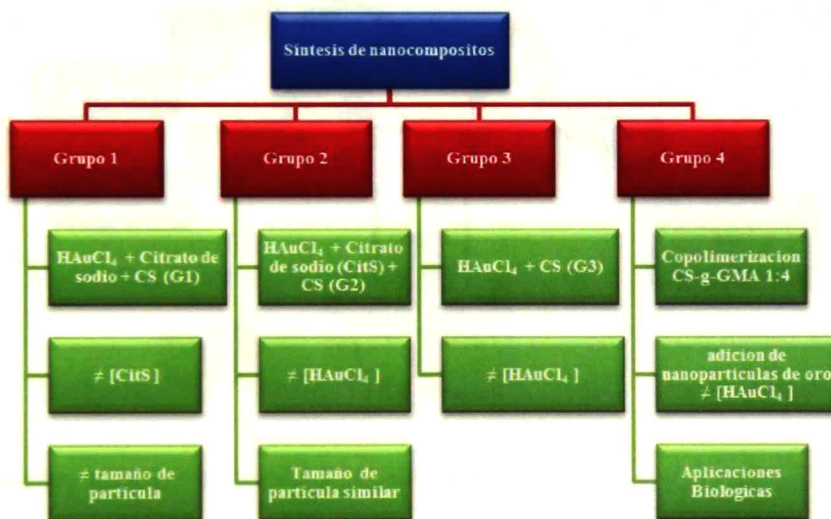 Síntesis de nanocompositos
Grupo 1
Grupo 2
Grupo 3
Grupo 4
HAuCl₄ + Citrato de
sodio + CS (G1)
≠ [CitS]
≠ tamaño de
partícula
HAuCl₄ + Citrato
de sodio (CitS) +
CS (G2)
≠ [HAuCl₄ ]
Tamaño de
partícula similar
HAuCl₄ + CS (G3)
≠ [HAuCl₄ ]
Copolimerizacion
CS-g-GMA 1:4
adicion de
nanoparticulas de oro
≠ [HAuCl₄ ]
Aplicaciones
Biologicas